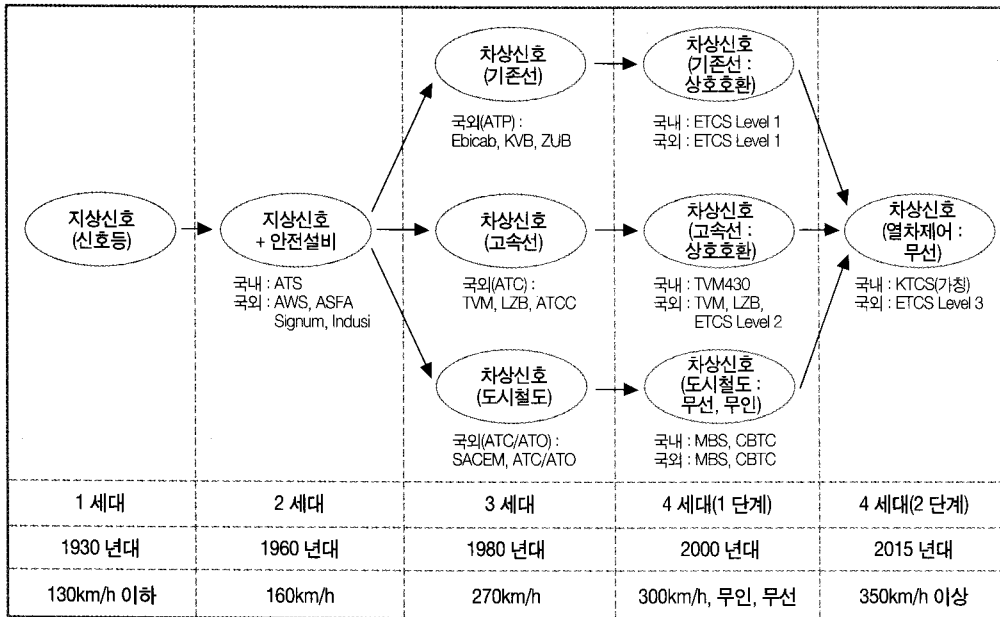 차상신호
(기존선)
차상신호
(기존선 :
상호호환)
국외(ATP) :
Ebicab, KVB, ZUB
국내 : ETCS Level 1
국외 : ETCS Level 1
지상신호
(신호등)
지상신호
+ 안전설비
차상신호
(고속선)
차상신호
(고속선 :
상호호환)
차상신호
(열차제어 :
무선)
국내 : ATS
국외 : AWS, ASFA
Signum, Indusi
국외(ATC) :
TVM, LZB, ATCC
국내 : TVM430
국외 : TVM, LZB,
ETCS Level 2
국내 : KTCS(가칭)
국외 : ETCS Level 3
차상신호
(도시철도)
차상신호
(도시철도 :
무선, 무인)
국외(ATC/ATO) :
SACEM, ATC/ATO
국내 : MBS, CBTC
국외 : MBS, CBTC
1 세대 2 세대 3 세대 4 세대(1 단계) 4 세대(2 단계)
1930 년대 1960 년대 1980 년대 2000 년대 2015 년대
130km/h 이하 160km/h 270km/h 300km/h, 무인, 무선 350km/h 이상